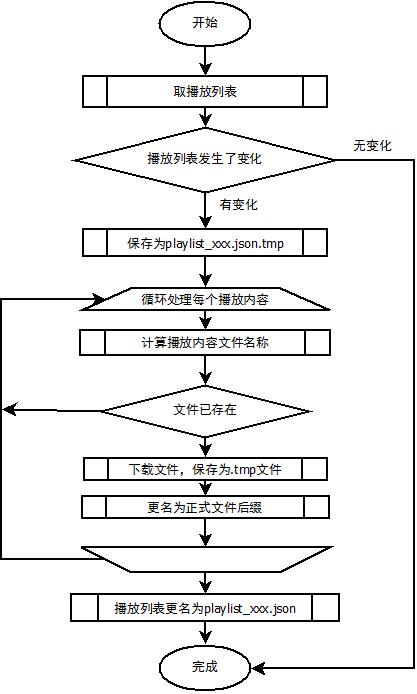 开始
取播放列表
播放列表发生了变化
无变化
有变化
保存为playlist_xxx.json.tmp
循环处理每个播放内容
计算播放内容文件名称
文件已存在
下载文件，保存为.tmp文件
更名为正式文件后缀
播放列表更名为playlist_xxx.json
完成